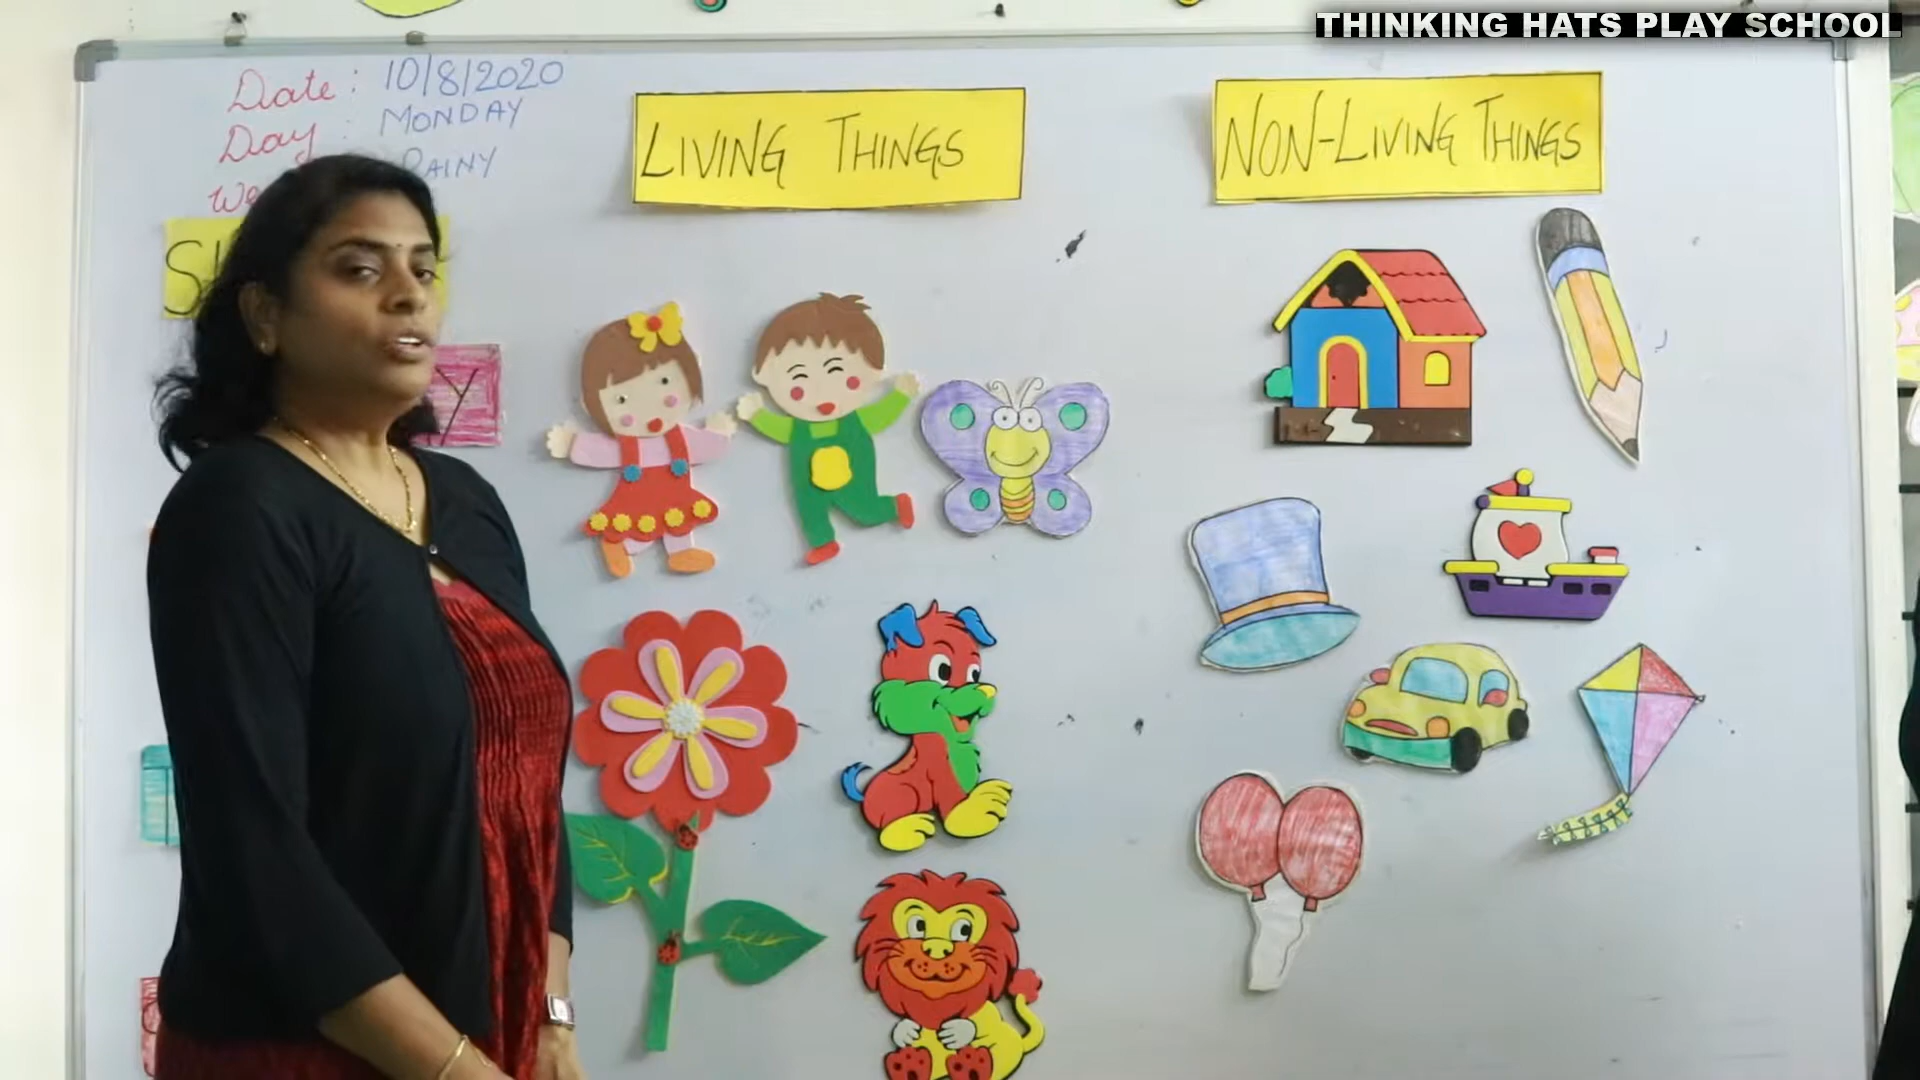 THINKING HATS PLAY SCHOOL
Date : 10/8/2020
Day : MONDAY
RAINY
LIVING THINGS
NON-LIVING THINGS